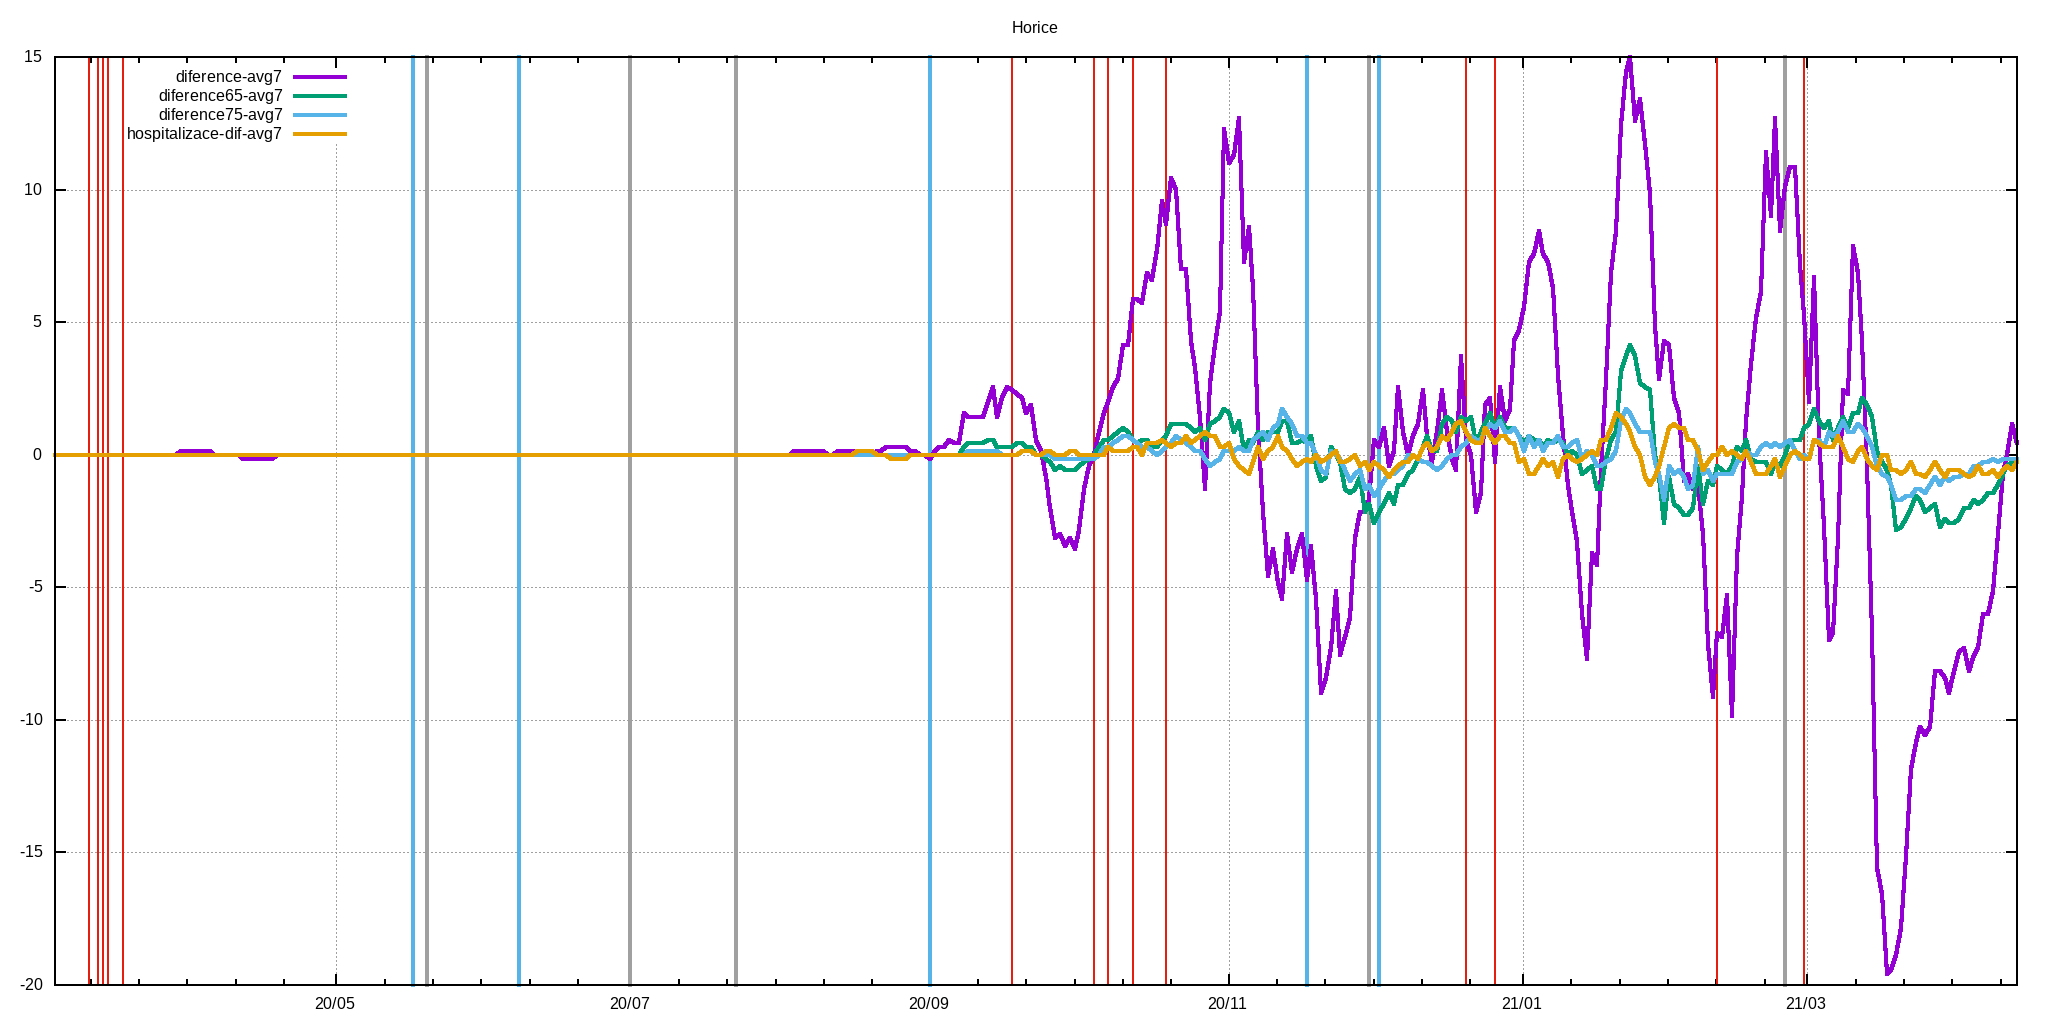 Horice
15
diference-avg7
diference65-avg7
diference75-avg7
hospitalizace-dif-avg7
10
5
0
-5
-10
-15
-20
20/05 20/07 20/09 20/11 21/01 21/03